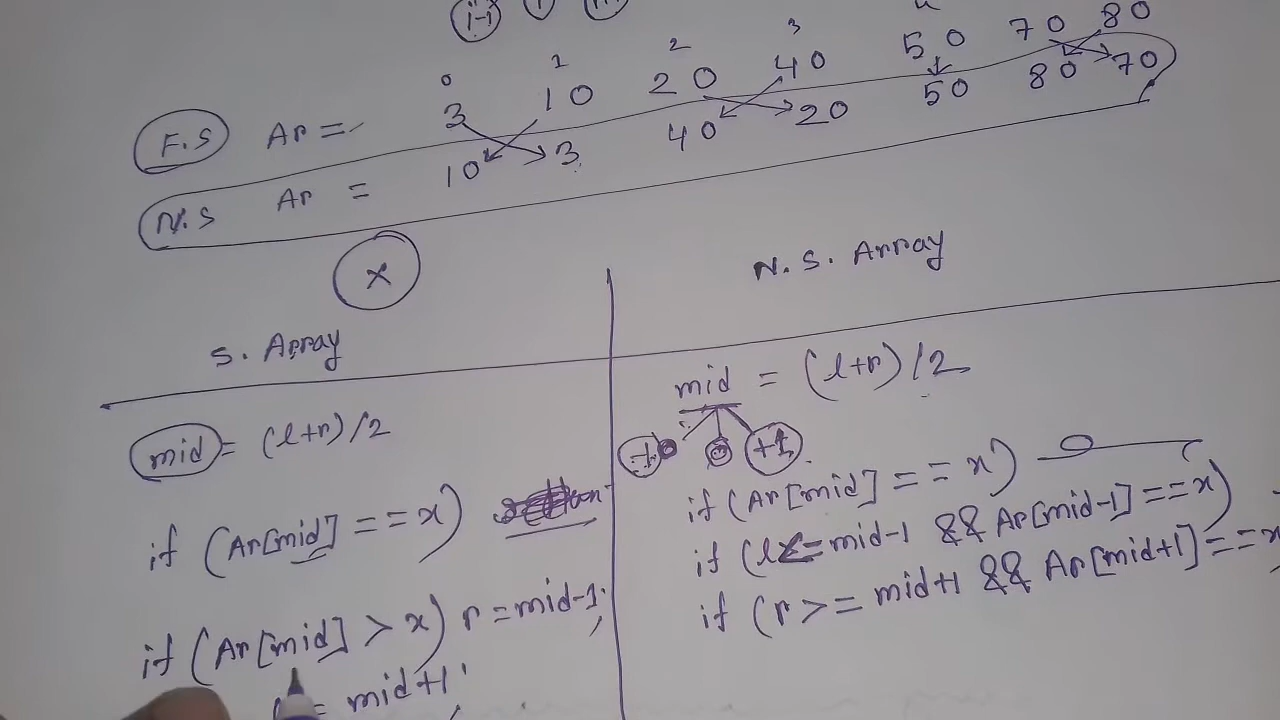 i-1 i
0 1 2 3 4
F.S Ar = 3 10 20 40 50 70 80
N.S Ar = 10 3 40 20 50 80 70
x
S. Array
mid = (l+r)/2
if (Ar[mid] == x)
if (Ar[mid] > x) r = mid-1;
= mid+1;
N. S. Array
mid = (l+r)/2
-1 0 +1
if (Ar[mid] == x)
if (l<=mid-1 && Ar[mid-1] == x)
if (r >= mid+1 && Ar[mid+1] == x